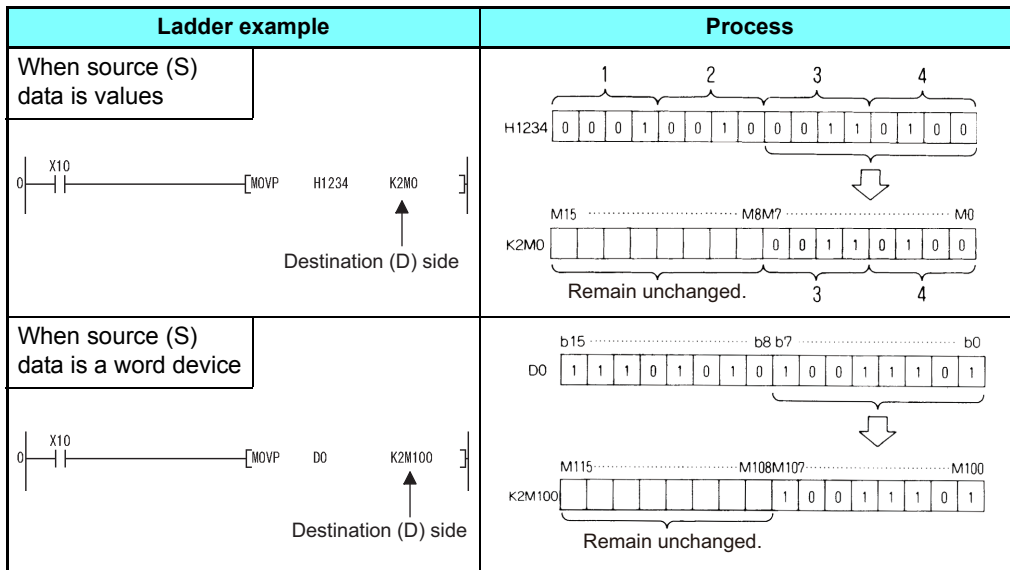 Ladder example
Process
When source (S)
data is values
X10
0
[MOVP H1234 K2M0 ]
Destination (D) side
1 2 3 4
H1234 0 0 0 1 0 0 1 0 0 0 1 1 0 1 0 0
M15 M8M7 M0
K2M0 0 0 1 1 0 1 0 0
Remain unchanged. 3 4
When source (S)
data is a word device
X10
0
[MOVP D0 K2M100 ]
Destination (D) side
b15 b8 b7 b0
D0 1 1 1 0 1 0 1 0 1 0 0 1 1 1 0 1
M115 M108M107 M100
K2M100 1 0 0 1 1 1 0 1
Remain unchanged.